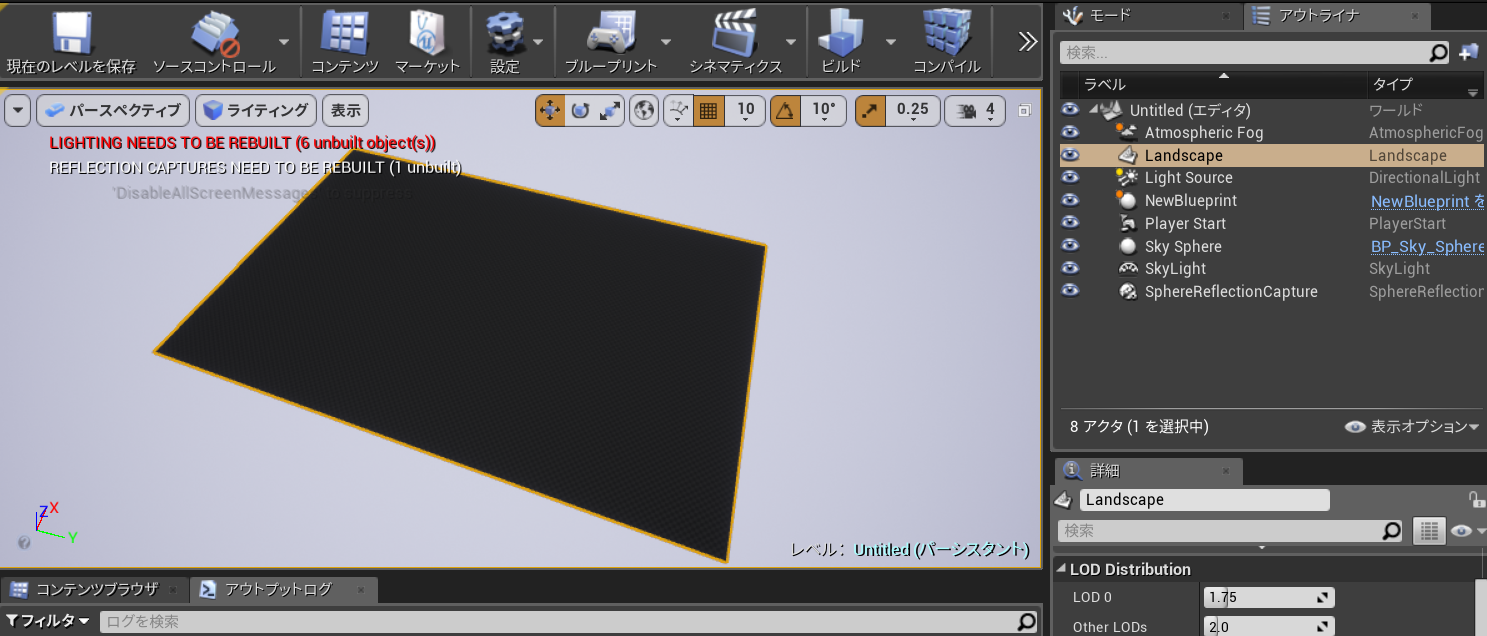 現在のレベルを保存 ソースコントロール コンテンツ マーケット 設定 ブループリント シネマティクス ビルド コンパイル
パースペクティブ ライティング 表示 10 10° 0.25 4
LIGHTING NEEDS TO BE REBUILT (6 unbuilt object(s))
REFLECTION CAPTURES NEED TO BE REBUILT (1 unbuilt)
'DisableAllScreenMessages' to suppress
Z X
Y
レベル: Untitled (パーシスタント)
コンテンツブラウザ アウトプットログ
フィルタ ログを検索
モード アウトライナ
検索...
ラベル タイプ
Untitled (エディタ) ワールド
Atmospheric Fog AtmosphericFog
Landscape Landscape
Light Source DirectionalLight
NewBlueprint NewBlueprint を
Player Start PlayerStart
Sky Sphere BP_Sky_Sphere
SkyLight SkyLight
SphereReflectionCapture SphereReflection
8 アクタ (1 を選択中) 表示オプション
詳細
Landscape
検索
LOD Distribution
LOD 0 1.75
Other LODs 2.0